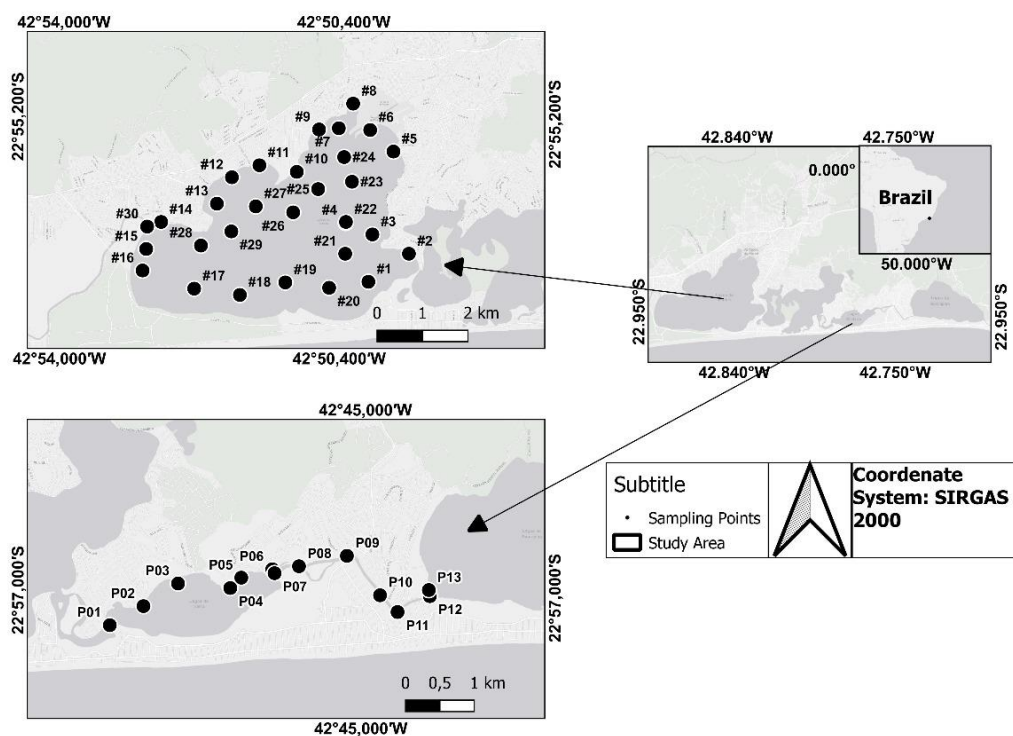 42°54,000'W
42°50,400'W
22°55,200'S
22°55,200'S
#8
#9
#6
#7
#5
#24
#11
#10
#12
#23
#25
#13
#27
#4
#22
#30
#14
#26
#3
#15
#28
#29
#21
#2
#16
#17
#18
#19
#1
#20
0 1 2 km
42°54,000'W
42°50,400'W
42.840°W
42.750°W
0.000°
Brazil
50.000°W
22.950°S
22.950°S
42.840°W
42.750°W
42°45,000'W
22°57,000'S
22°57,000'S
P09
P08
P06
P05
P03
P07
P02
P04
P10
P13
P01
P12
P11
0 0,5 1 km
42°45,000'W
Subtitle
Sampling Points
Study Area
Coordenate
System: SIRGAS
2000